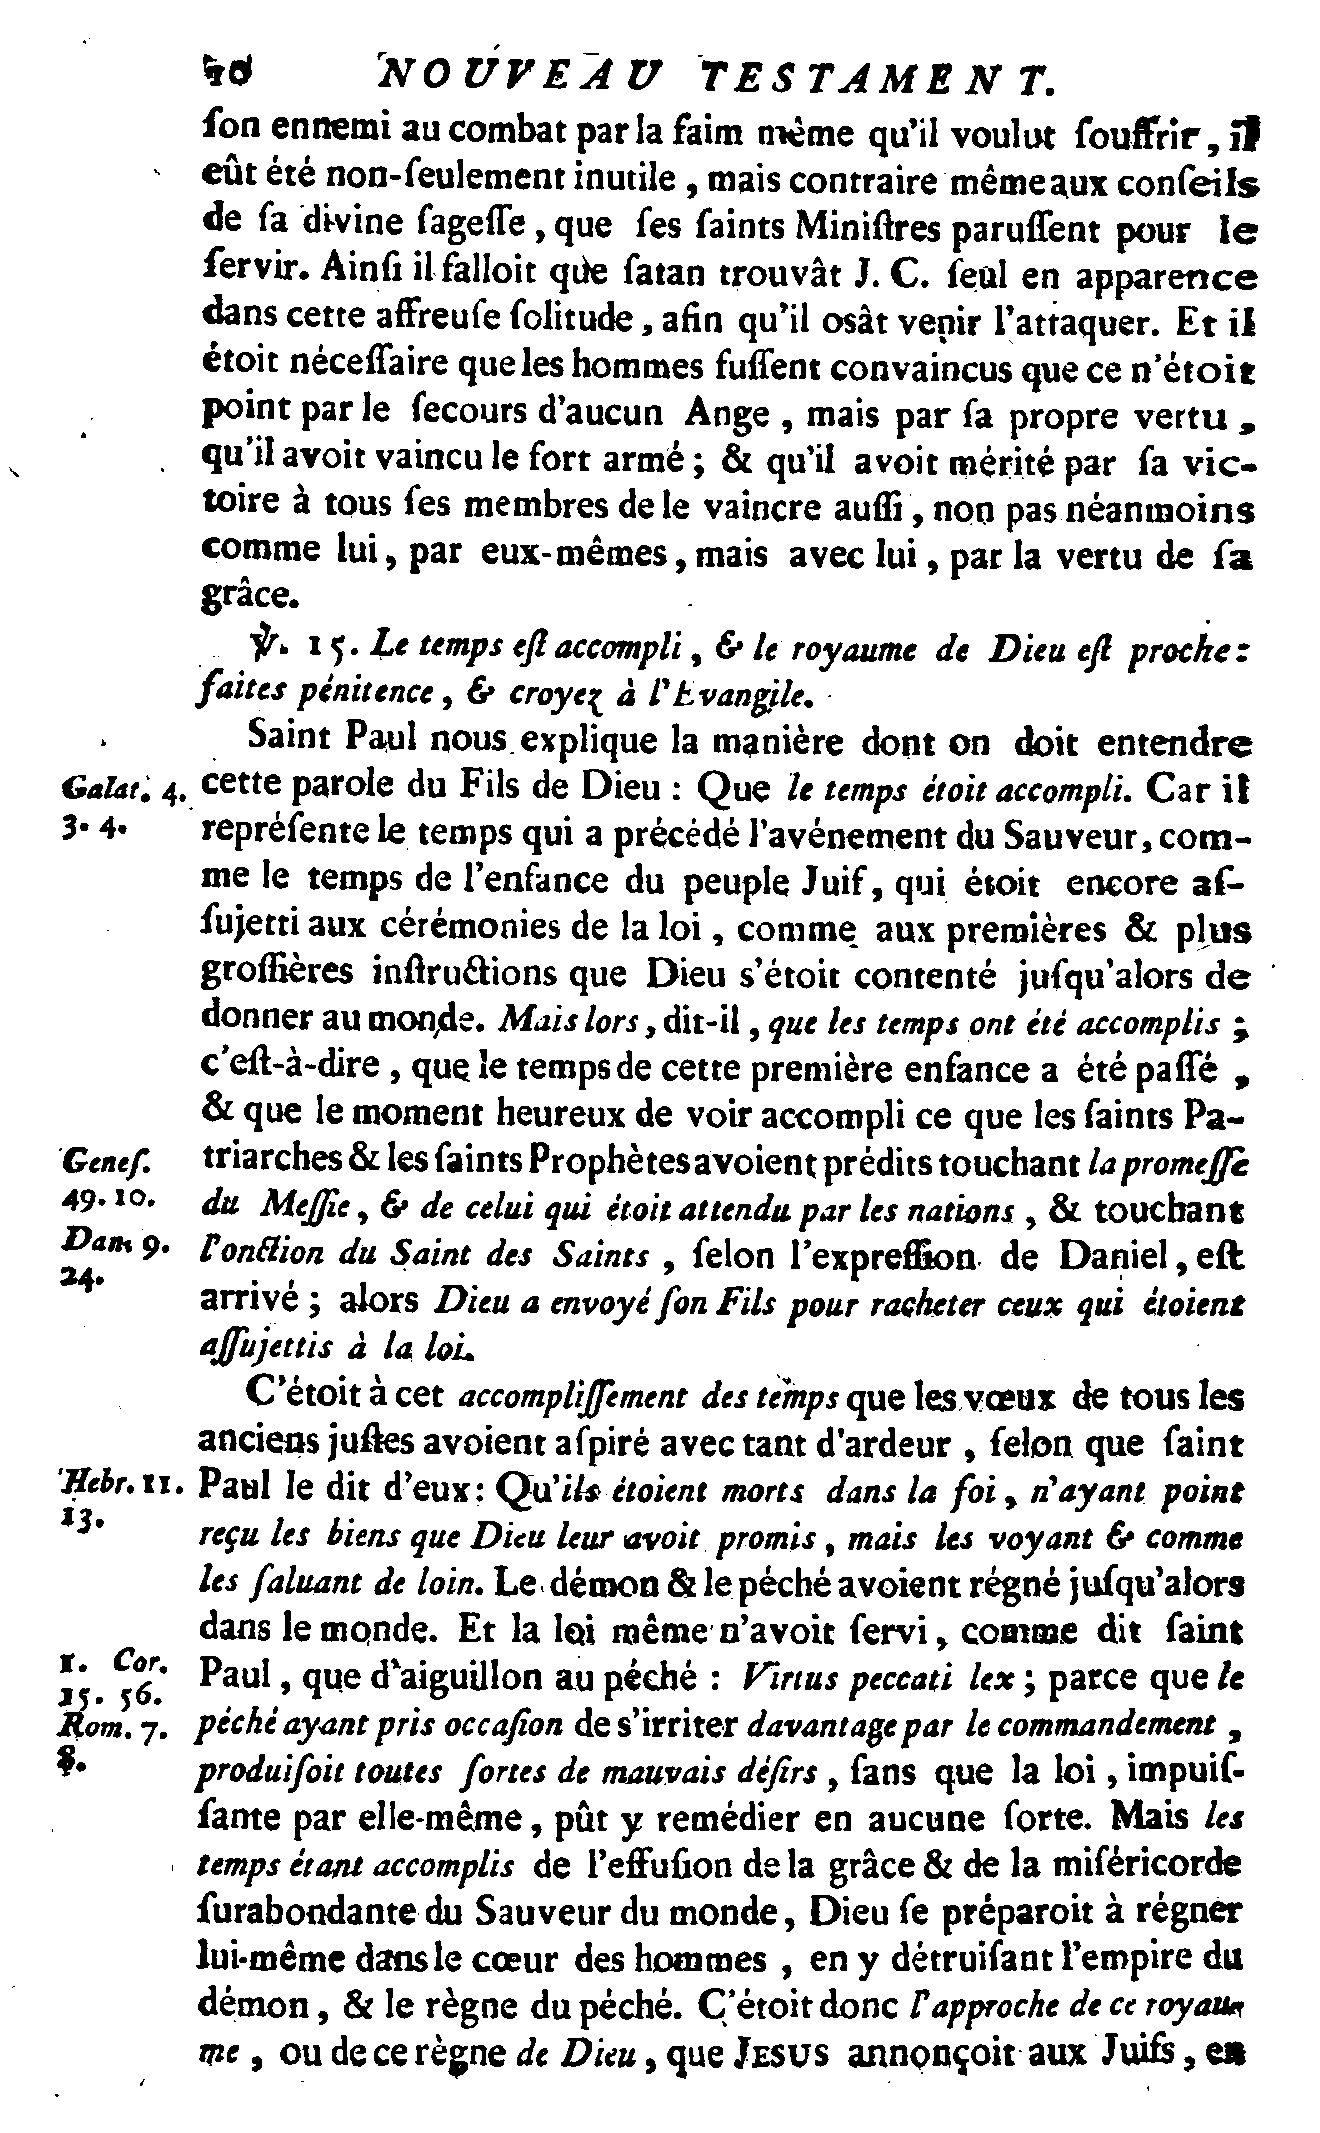 NOUVEAU TESTAMENT.
ſon ennemi au combat par la faim même qu'il voulut ſouffrir, il
eût été non-ſeulement inutile, mais contraire même aux conſeils
de ſa divine ſageſſe, que ſes ſaints Miniſtres paruſſent pour le
ſervir. Ainſi il falloit que ſatan trouvât J. C. ſeul en apparence
dans cette affreuſe ſolitude, afin qu'il osât venir l'attaquer. Et il
étoit néceſſaire que les hommes fuſſent convaincus que ce n'étoit
point par le ſecours d'aucun Ange, mais par ſa propre vertu,
qu'il avoit vaincu le fort armé; & qu'il avoit mérité par ſa vic-
toire à tous ſes membres de le vaincre auſſi, non pas néanmoins
comme lui, par eux-mêmes, mais avec lui, par la vertu de ſa
grâce.
℣. 15. Le temps eſt accompli, & le royaume de Dieu eſt proche:
faites pénitence, & croyez à l'Evangile.
Saint Paul nous explique la manière dont on doit entendre
Galat. 4. cette parole du Fils de Dieu : Que le temps étoit accompli. Car il
3. 4. repréſente le temps qui a précédé l'avénement du Sauveur, com-
me le temps de l'enfance du peuple Juif, qui étoit encore aſ-
ſujetti aux cérémonies de la loi, comme aux premières & plus
groſſières inſtructions que Dieu s'étoit contenté juſqu'alors de
donner au monde. Mais lors, dit-il, que les temps ont été accomplis;
c'eſt-à-dire, que le temps de cette première enfance a été paſſé,
& que le moment heureux de voir accompli ce que les ſaints Pa-
Geneſ. triarches & les ſaints Prophètes avoient prédits touchant la promeſſe
49. 10. du Meſſie, & de celui qui étoit attendu par les nations, & touchant
Dan. 9. l'onction du Saint des Saints, ſelon l'expreſſion de Daniel, eſt
24. arrivé; alors Dieu a envoyé ſon Fils pour racheter ceux qui étoient
aſſujettis à la loi.
C'étoit à cet accompliſſement des temps que les vœux de tous les
anciens juſtes avoient aſpiré avec tant d'ardeur, ſelon que ſaint
Hebr. 11. Paul le dit d'eux: Qu'ils étoient morts dans la foi, n'ayant point
13. reçu les biens que Dieu leur avoit promis, mais les voyant & comme
les ſaluant de loin. Le démon & le péché avoient régné juſqu'alors
dans le monde. Et la loi même n'avoit ſervi, comme dit ſaint
1. Cor. Paul, que d'aiguillon au péché : Virtus peccati lex; parce que le
15. 56.
Rom. 7. péché ayant pris occaſion de s'irriter davantage par le commandement,
8. produiſoit toutes ſortes de mauvais déſirs, ſans que la loi, impuiſ-
ſante par elle-même, pût y remédier en aucune ſorte. Mais les
temps étant accomplis de l'effuſion de la grâce & de la miſéricorde
ſurabondante du Sauveur du monde, Dieu ſe préparoit à régner
lui-même dans le cœur des hommes, en y détruiſant l'empire du
démon, & le règne du péché. C'étoit donc l'approche de ce royau-
me, ou de ce règne de Dieu, que JESUS annonçoit aux Juifs, en